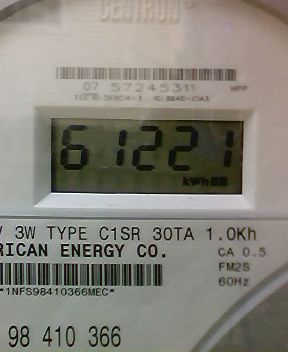 CENTRON
07 57245311 MPP
61221
kWh
V 3W TYPE C1SR 30TA 1.0Kh
RICAN ENERGY CO. CA 0.5
FM2S
*1NFS98410366MEC* 60Hz
98 410 366